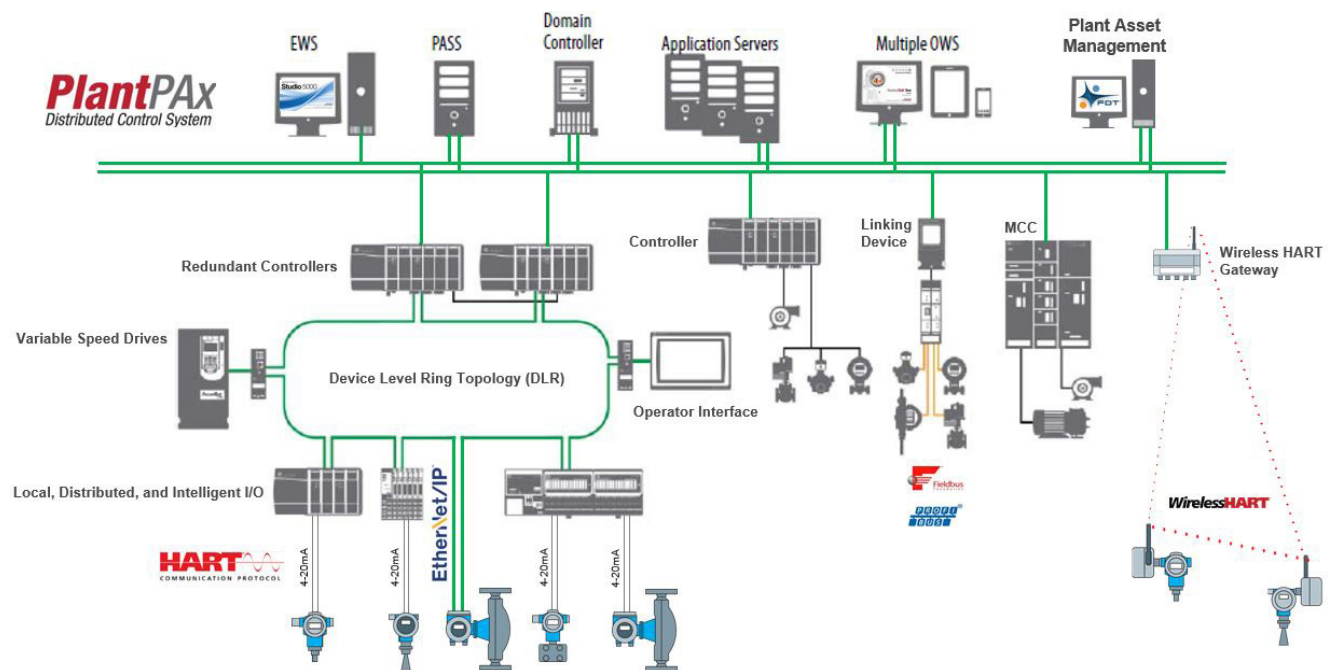 EWS
PASS
Domain
Controller
Application Servers
Multiple OWS
Plant Asset
Management
PlantPAx
Distributed Control System
Studio 5000
FDT
Redundant Controllers
Controller
Linking
Device
MCC
Wireless HART
Gateway
Variable Speed Drives
Device Level Ring Topology (DLR)
Operator Interface
Local, Distributed, and Intelligent I/O
EtherNet/IP
Fieldbus
PROFI
BUS
WirelessHART
HART
COMMUNICATION PROTOCOL
4-20mA
4-20mA
4-20mA
4-20mA